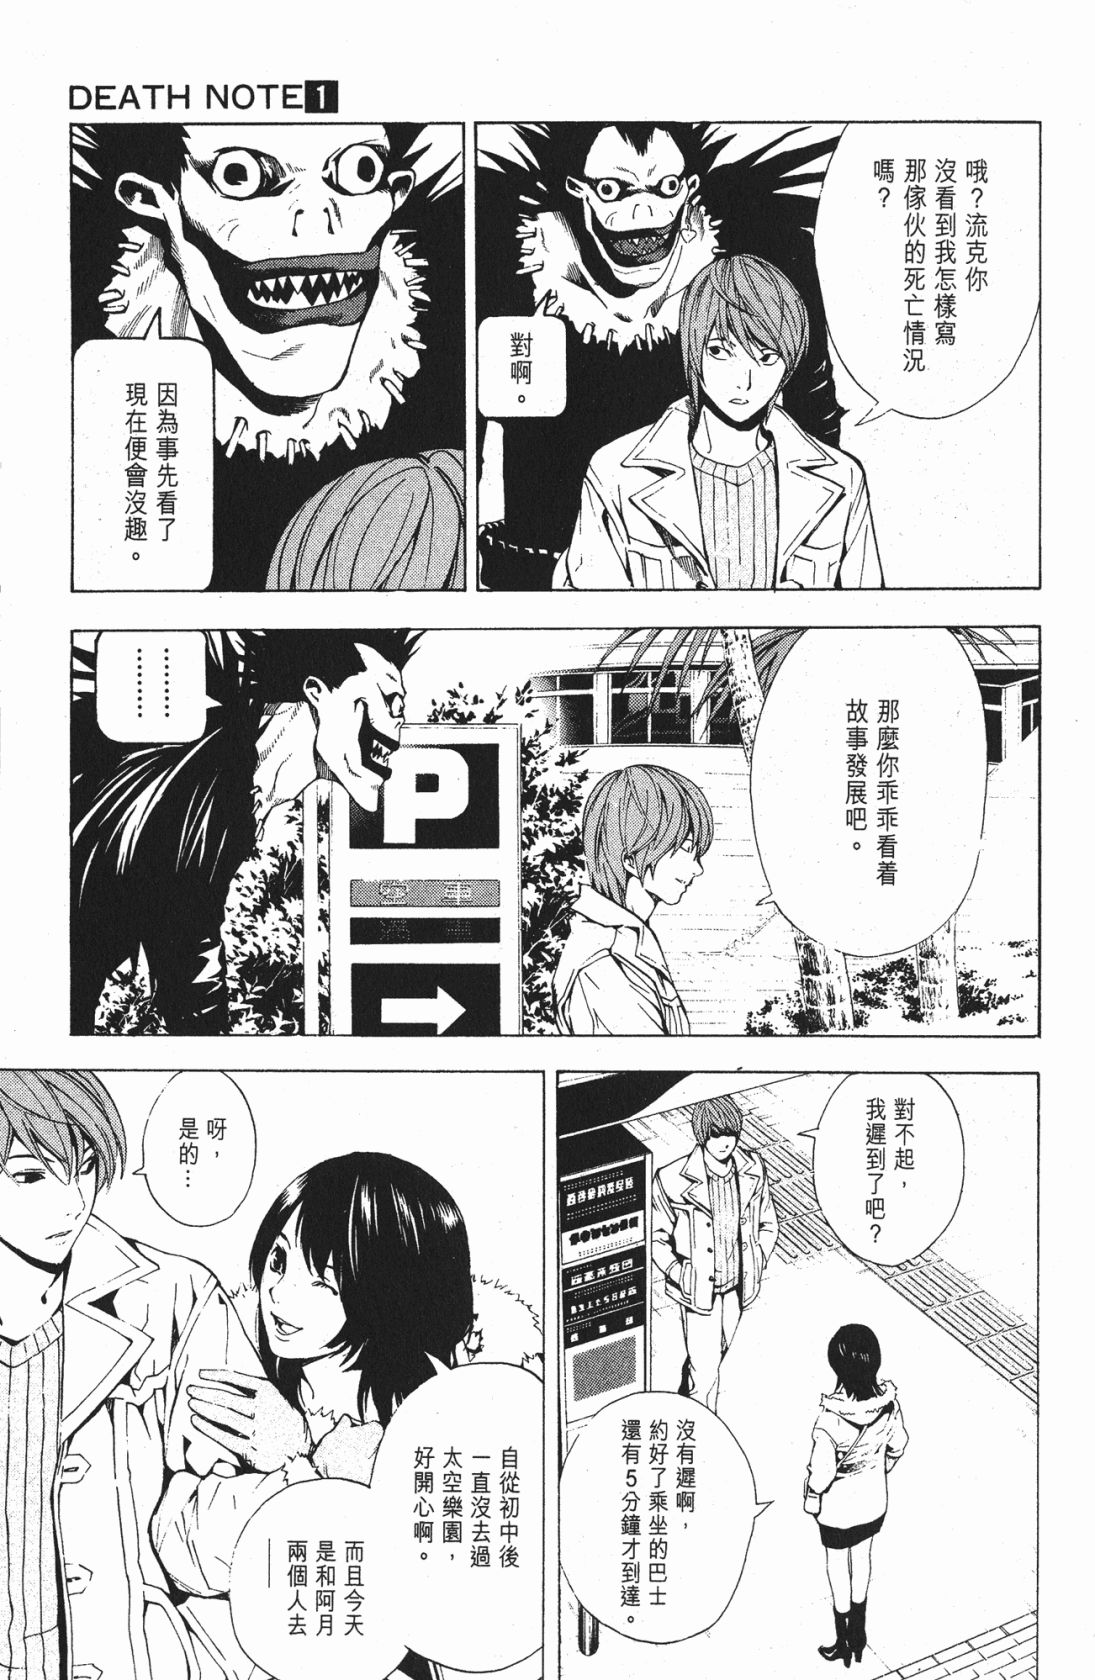 DEATH NOTE 1
哦？流克你
沒看到我怎樣寫
那傢伙的死亡情況
嗎？
對啊。
因為事先看了
現在便會沒趣。
那麼你乖乖看着
故事發展吧。
………
………
P
空車
滿車
對不起，
我遲到了吧？
沒有遲啊，
約好了乘坐的巴士
還有5分鐘才到達。
自從初中後
一直沒去過
太空樂園，
好開心啊。
而且今天
是和阿月
兩個人去
——
呀，
是的…